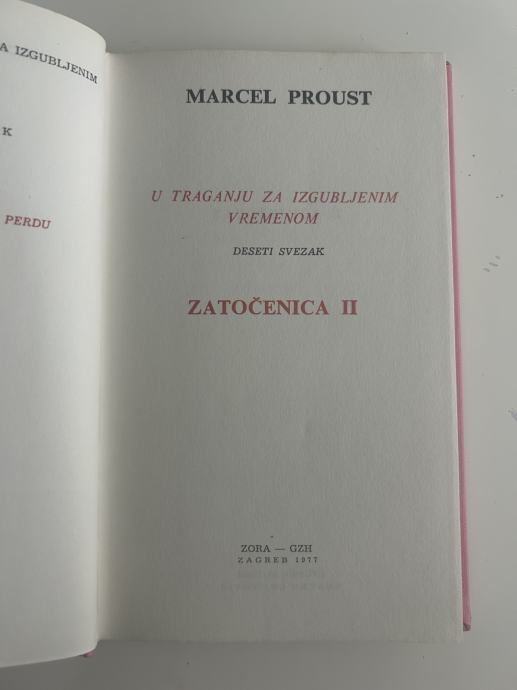 A IZGUBLJENIM
K
PERDU
MARCEL PROUST
U TRAGANJU ZA IZGUBLJENIM
VREMENOM
DESETI SVEZAK
ZATOČENICA II
ZORA — GZH
ZAGREB 1977